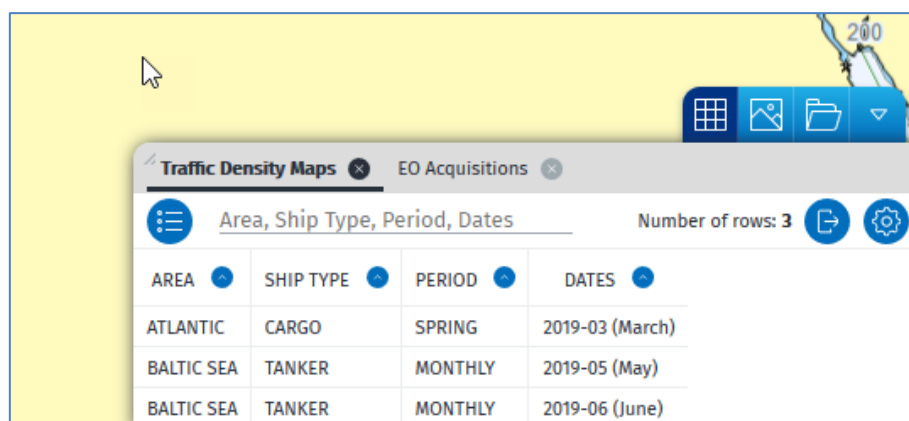 200
Traffic Density Maps EO Acquisitions
Area, Ship Type, Period, Dates Number of rows: 3
AREA SHIP TYPE PERIOD DATES
ATLANTIC CARGO SPRING 2019-03 (March)
BALTIC SEA TANKER MONTHLY 2019-05 (May)
BALTIC SEA TANKER MONTHLY 2019-06 (June)